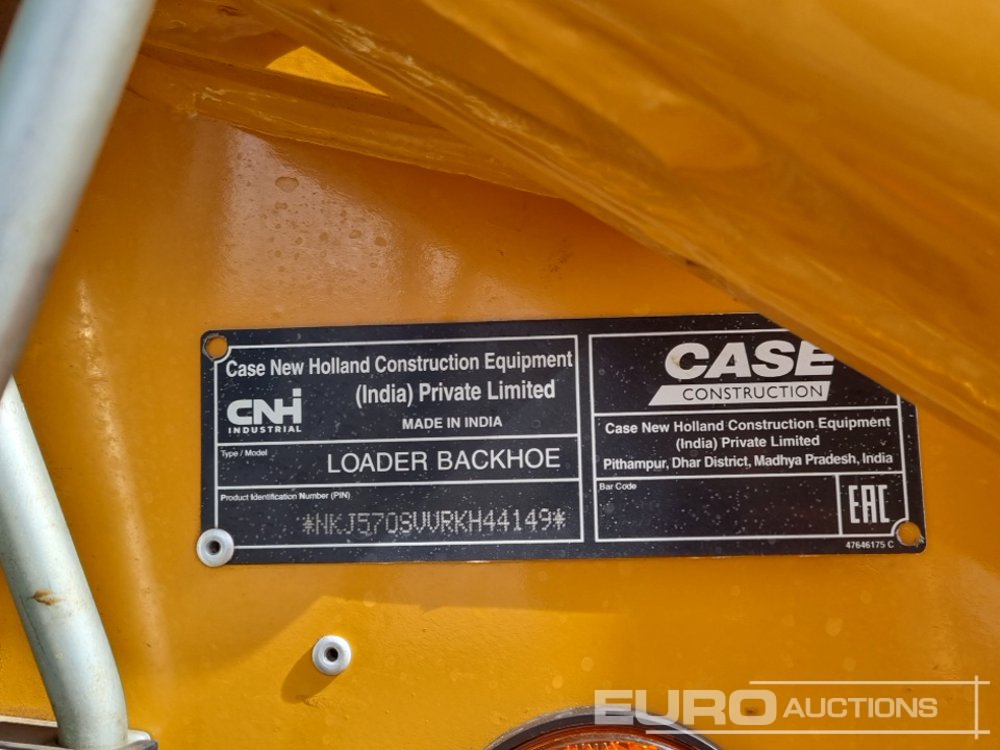 Case New Holland Construction Equipment
(India) Private Limited
CNH
INDUSTRIAL
MADE IN INDIA
Type / Model
LOADER BACKHOE
Product Identification Number (PIN)
*NKJ570SVVRKH44149*
CASE
CONSTRUCTION
Case New Holland Construction Equipment
(India) Private Limited
Pithampur, Dhar District, Madhya Pradesh, India
Bar Code
EAC
47646175 C
EURO AUCTIONS